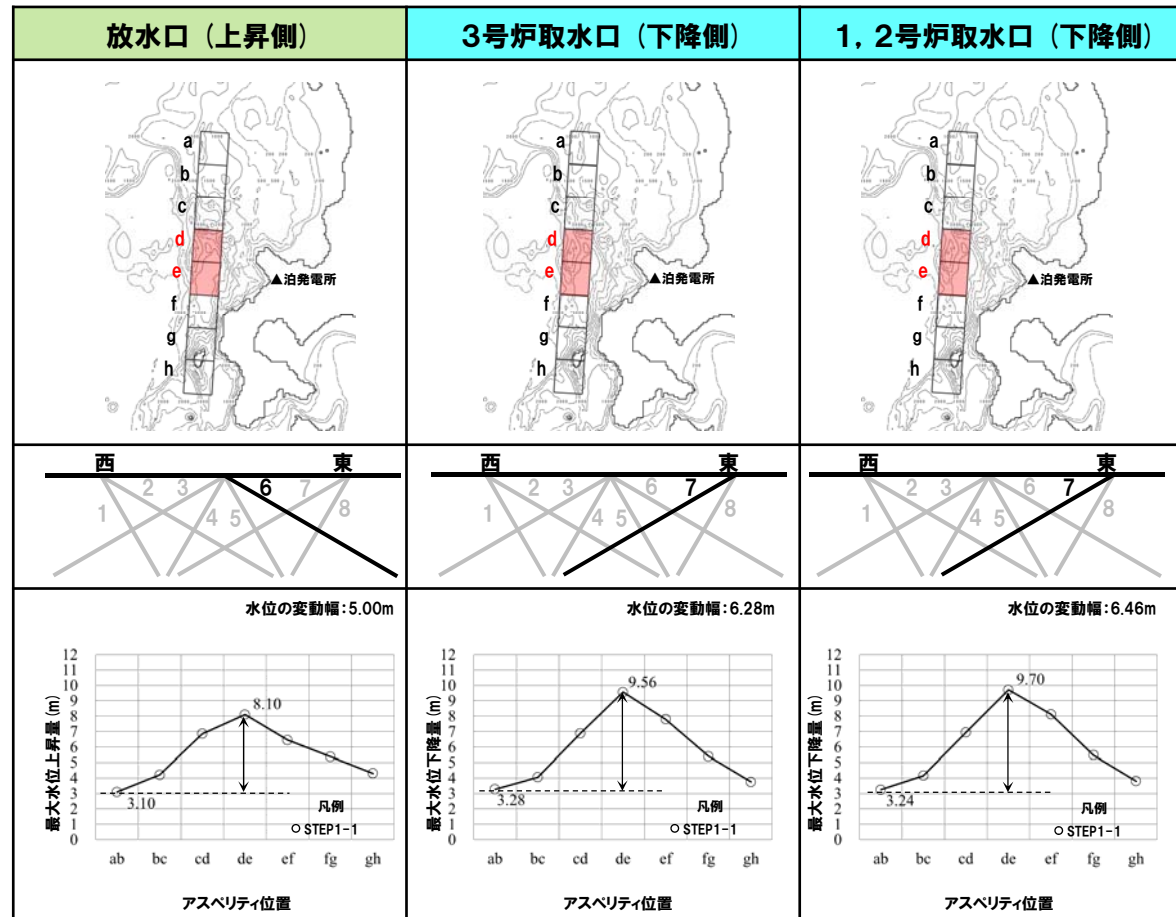 放水口（上昇側）
3号炉取水口（下降側）
1，2号炉取水口（下降側）
a
b
c
d
e
f
g
h
▲泊発電所
a
b
c
d
e
f
g
h
▲泊発電所
a
b
c
d
e
f
g
h
▲泊発電所
西 東
1 2 3 4 5 6 7 8
西 東
1 2 3 4 5 6 7 8
西 東
1 2 3 4 5 6 7 8
水位の変動幅：5.00m
最大水位上昇量(m)
12
11
10
9
8
7
6
5
4
3
2
1
0
8.10
3.10
凡例
○ STEP1-1
ab bc cd de ef fg gh
アスペリティ位置
水位の変動幅：6.28m
最大水位下降量(m)
12
11
10
9
8
7
6
5
4
3
2
1
0
9.56
3.28
凡例
○ STEP1-1
ab bc cd de ef fg gh
アスペリティ位置
水位の変動幅：6.46m
最大水位下降量(m)
12
11
10
9
8
7
6
5
4
3
2
1
0
9.70
3.24
凡例
○ STEP1-1
ab bc cd de ef fg gh
アスペリティ位置